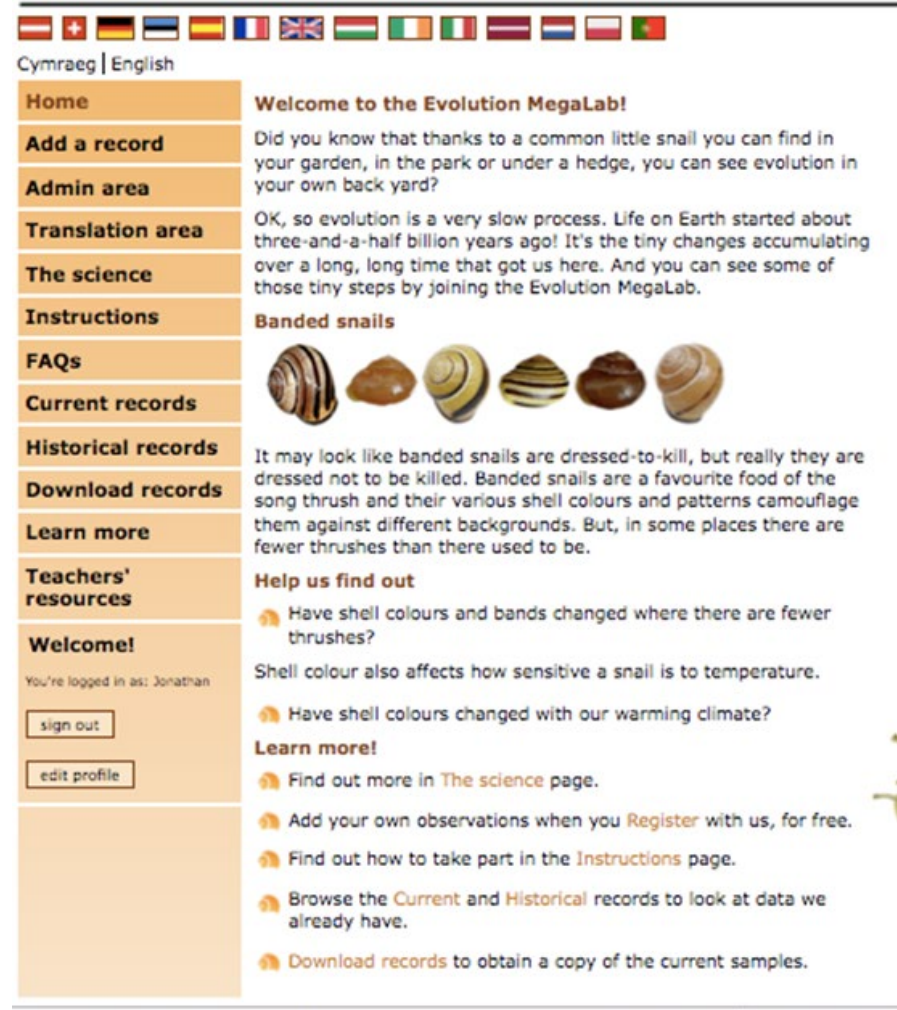 Cymraeg | English
Home
Add a record
Admin area
Translation area
The science
Instructions
FAQs
Current records
Historical records
Download records
Learn more
Teachers'
resources
Welcome!
You're logged in as: Jonathan
sign out
edit profile
Welcome to the Evolution MegaLab!
Did you know that thanks to a common little snail you can find in
your garden, in the park or under a hedge, you can see evolution in
your own back yard?
OK, so evolution is a very slow process. Life on Earth started about
three-and-a-half billion years ago! It's the tiny changes accumulating
over a long, long time that got us here. And you can see some of
those tiny steps by joining the Evolution MegaLab.
Banded snails
It may look like banded snails are dressed-to-kill, but really they are
dressed not to be killed. Banded snails are a favourite food of the
song thrush and their various shell colours and patterns camouflage
them against different backgrounds. But, in some places there are
fewer thrushes than there used to be.
Help us find out
Have shell colours and bands changed where there are fewer
thrushes?
Shell colour also affects how sensitive a snail is to temperature.
Have shell colours changed with our warming climate?
Learn more!
Find out more in The science page.
Add your own observations when you Register with us, for free.
Find out how to take part in the Instructions page.
Browse the Current and Historical records to look at data we
already have.
Download records to obtain a copy of the current samples.